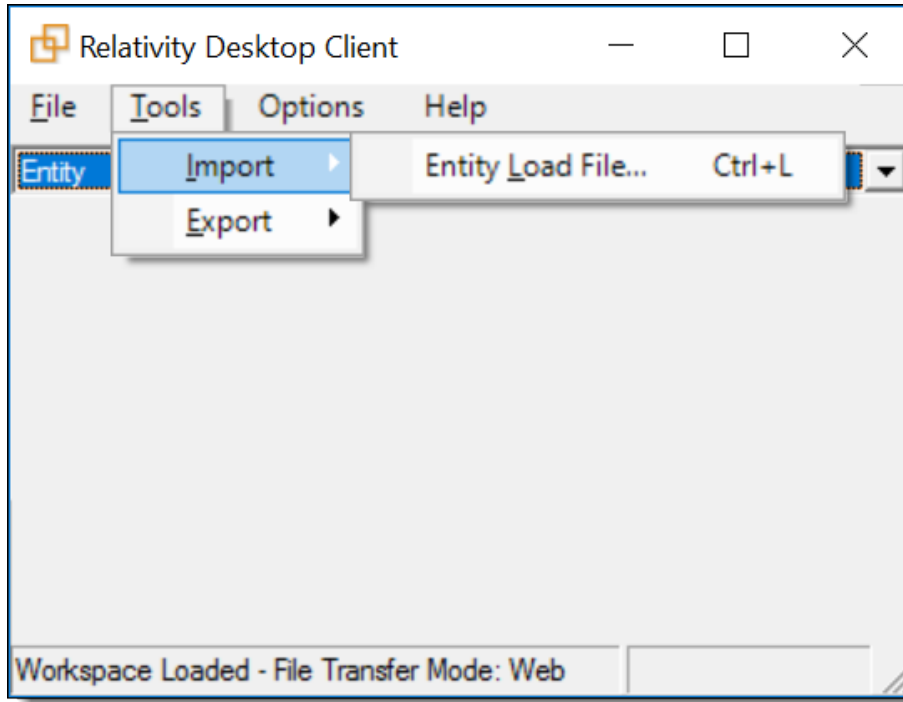 Relativity Desktop Client
File Tools Options Help
Entity Import Entity Load File... Ctrl+L
Export
Workspace Loaded - File Transfer Mode: Web